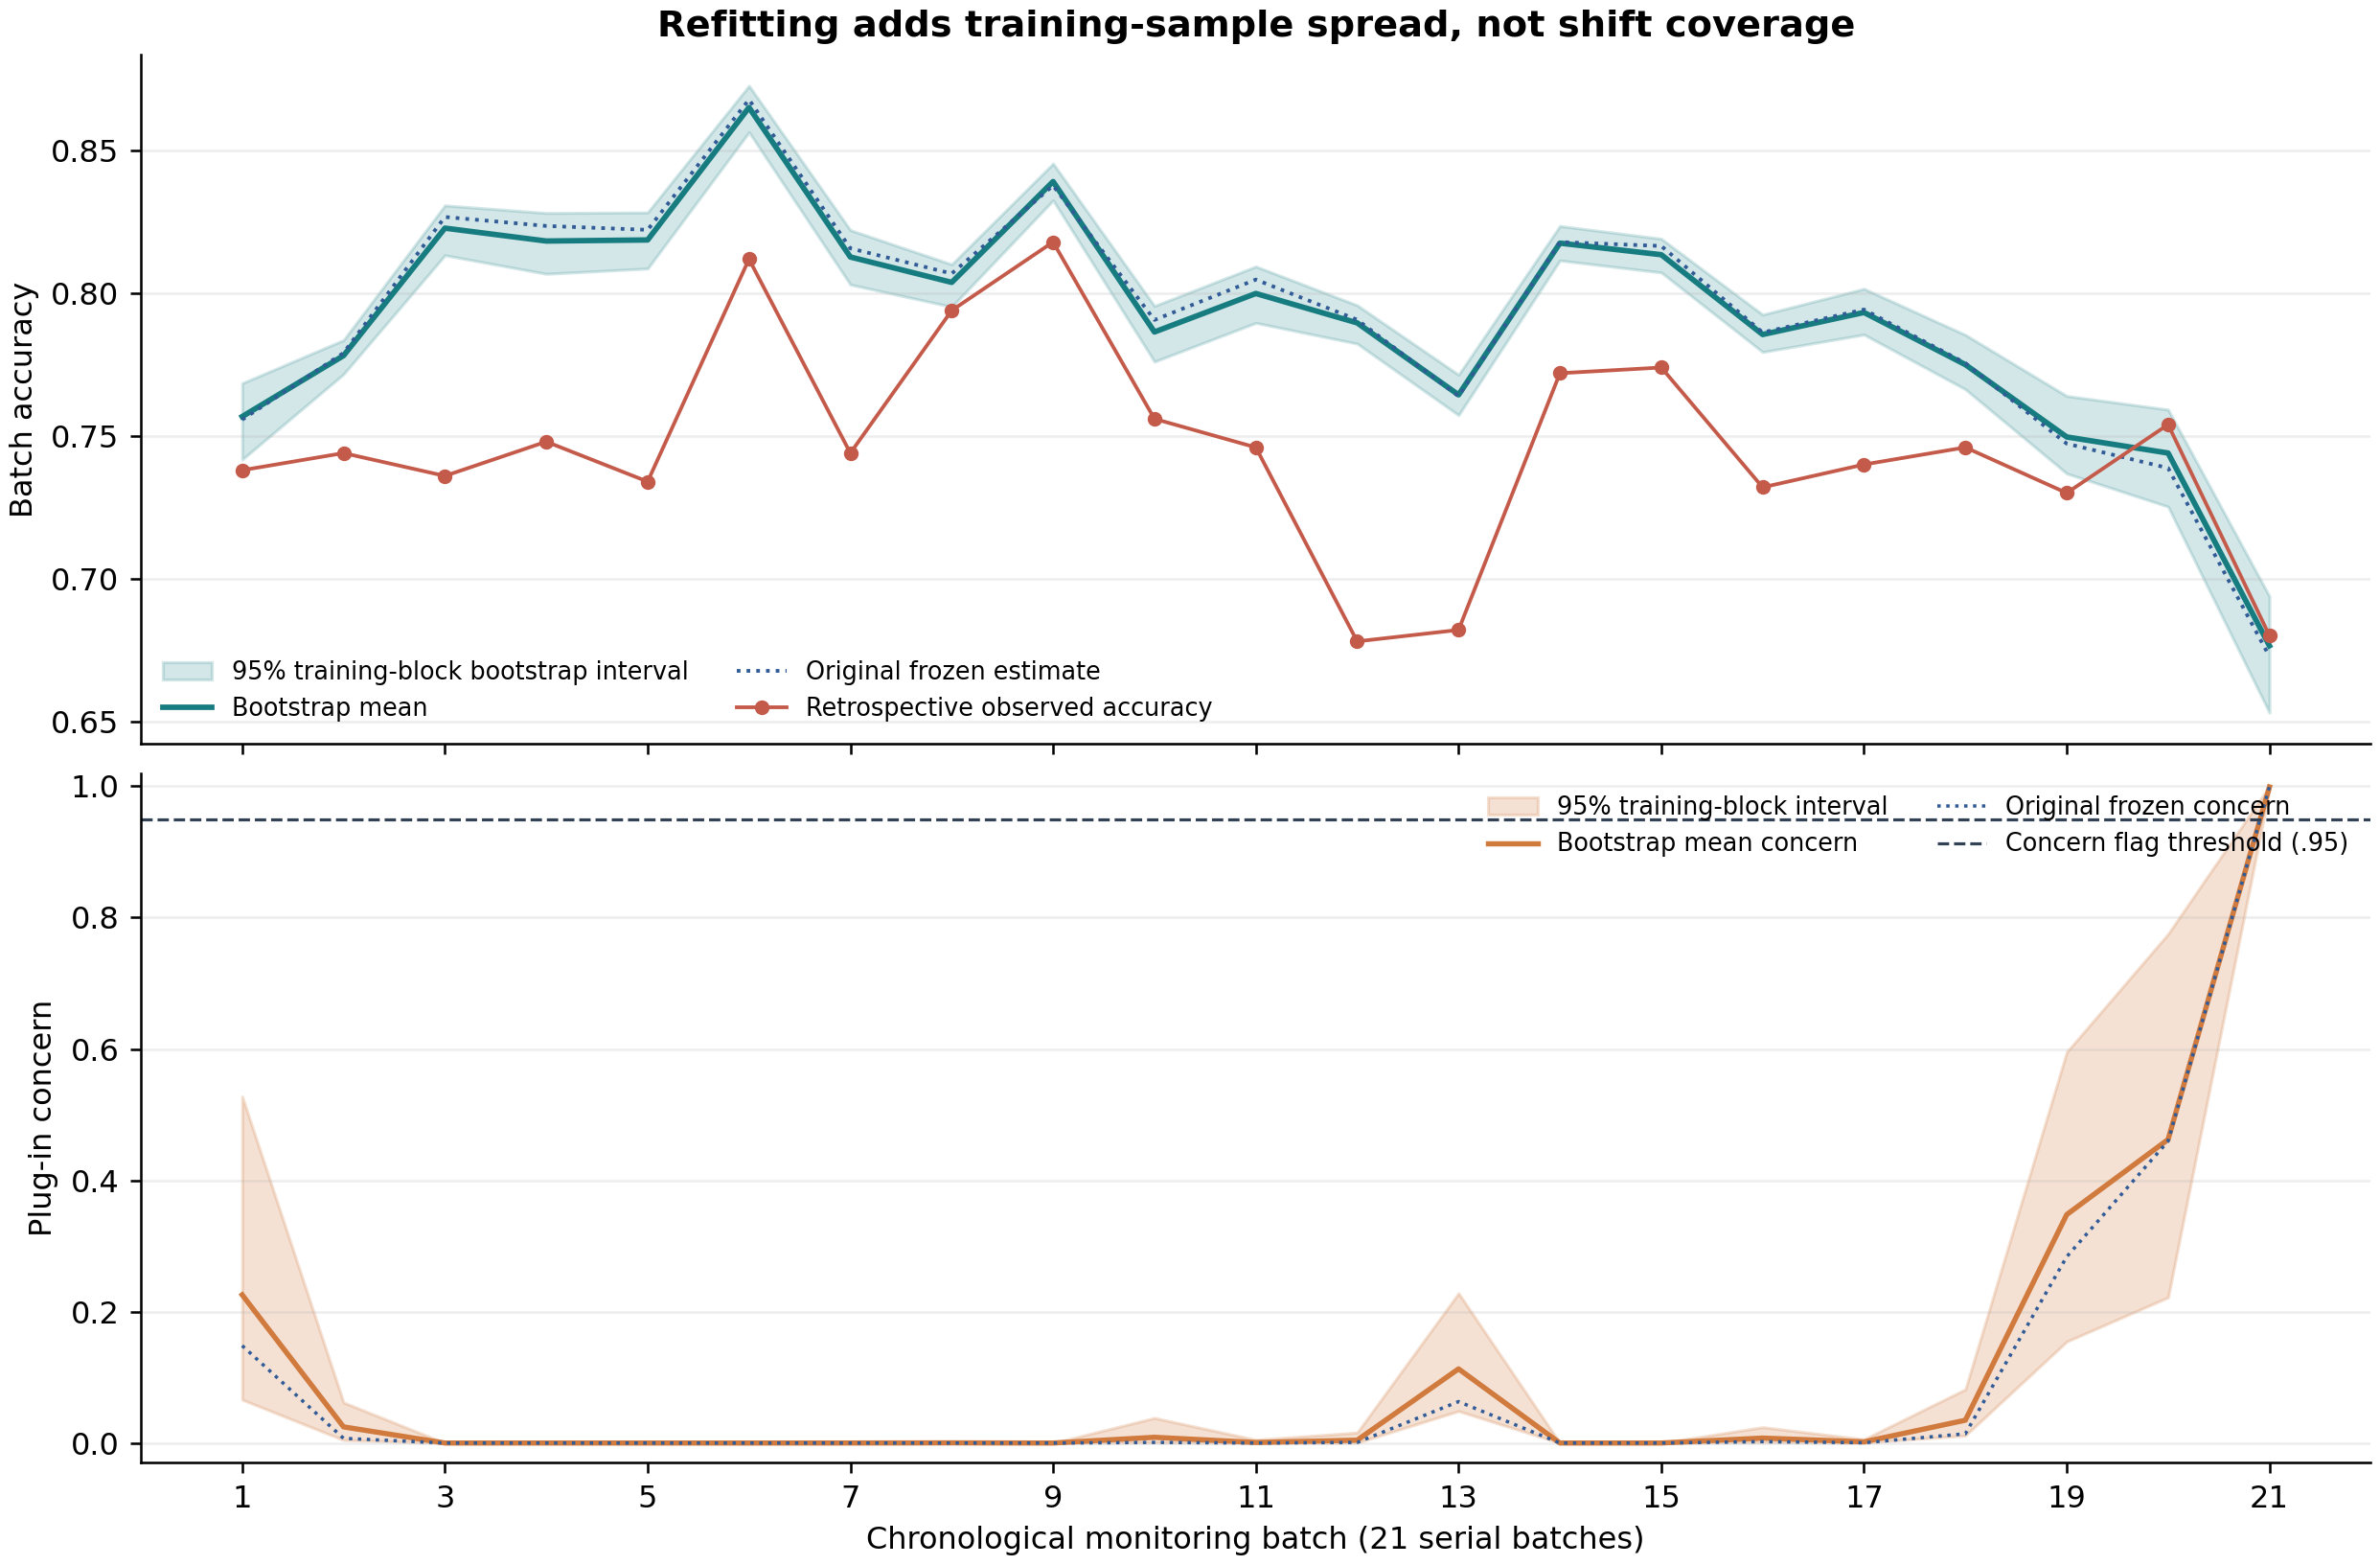 Refitting adds training-sample spread, not shift coverage
Batch accuracy
0.85
0.80
0.75
0.70
0.65
95% training-block bootstrap interval
Bootstrap mean
Original frozen estimate
Retrospective observed accuracy
Plug-in concern
1.0
0.8
0.6
0.4
0.2
0.0
95% training-block interval
Bootstrap mean concern
Original frozen concern
Concern flag threshold (.95)
1 3 5 7 9 11 13 15 17 19 21
Chronological monitoring batch (21 serial batches)